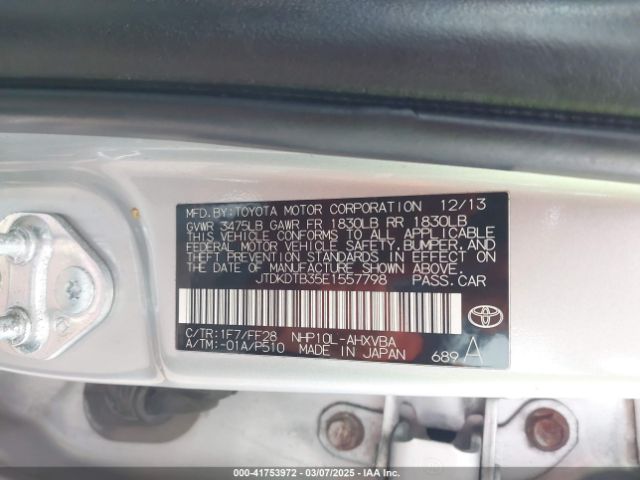 MFD.BY:TOYOTA MOTOR CORPORATION 12/13
GVWR 3475LB GAWR FR 1830LB RR 1830LB
THIS VEHICLE CONFORMS TO ALL APPLICABLE
FEDERAL MOTOR VEHICLE SAFETY, BUMPER, AND
THEFT PREVENTION STANDARDS IN EFFECT ON
THE DATE OF MANUFACTURE SHOWN ABOVE.
JTDKDTB35E1557798 PASS.CAR
C/TR:1F7/FF28 NHP10L-AHXVBA
A/TM:-01A/P510 MADE IN JAPAN 689 A
000-41753972 — 03/07/2025 — IAA, Inc.